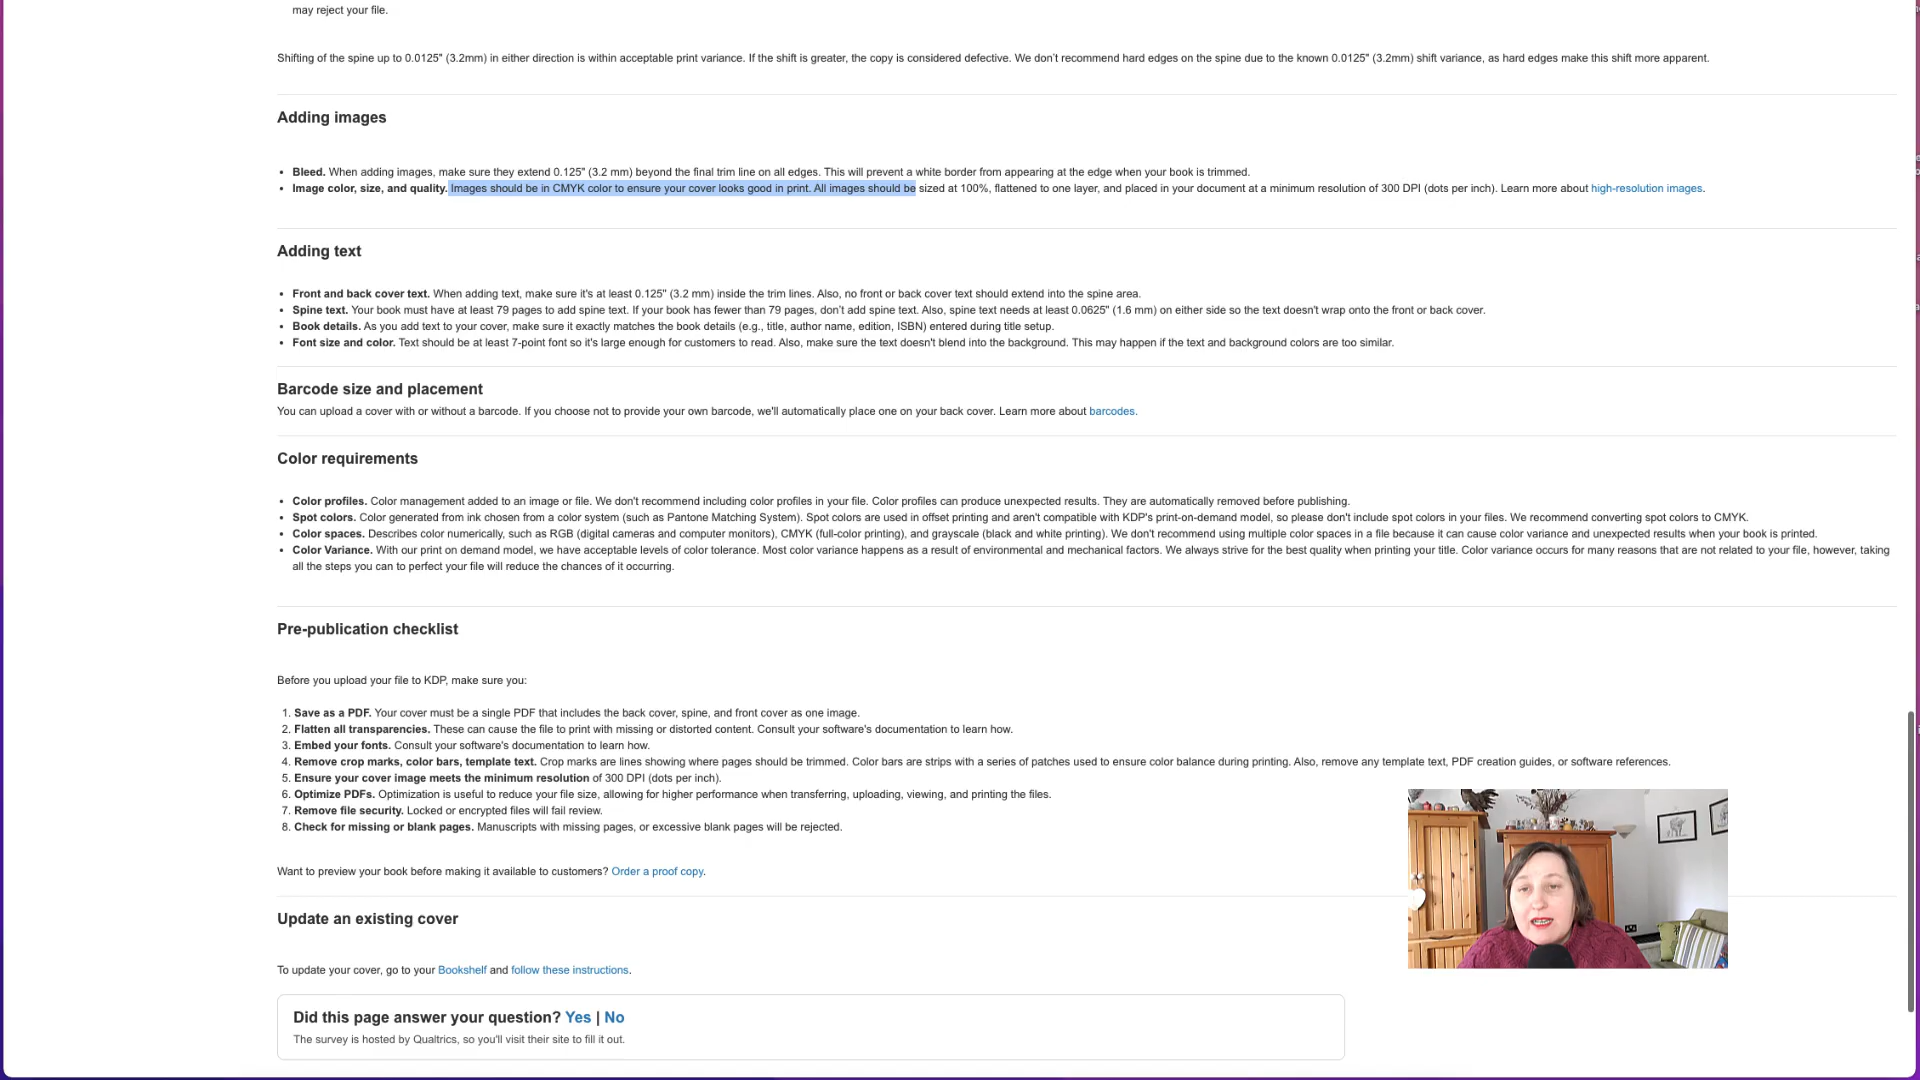 may reject your file.
Shifting of the spine up to 0.0125" (3.2mm) in either direction is within acceptable print variance. If the shift is greater, the copy is considered defective. We don't recommend hard edges on the spine due to the known 0.0125" (3.2mm) shift variance, as hard edges make this shift more apparent.
Adding images
• Bleed. When adding images, make sure they extend 0.125" (3.2 mm) beyond the final trim line on all edges. This will prevent a white border from appearing at the edge when your book is trimmed.
• Image color, size, and quality. Images should be in CMYK color to ensure your cover looks good in print. All images should be sized at 100%, flattened to one layer, and placed in your document at a minimum resolution of 300 DPI (dots per inch). Learn more about high-resolution images.
Adding text
• Front and back cover text. When adding text, make sure it's at least 0.125" (3.2 mm) inside the trim lines. Also, no front or back cover text should extend into the spine area.
• Spine text. Your book must have at least 79 pages to add spine text. If your book has fewer than 79 pages, don't add spine text. Also, spine text needs at least 0.0625" (1.6 mm) on either side so the text doesn't wrap onto the front or back cover.
• Book details. As you add text to your cover, make sure it exactly matches the book details (e.g., title, author name, edition, ISBN) entered during title setup.
• Font size and color. Text should be at least 7-point font so it's large enough for customers to read. Also, make sure the text doesn't blend into the background. This may happen if the text and background colors are too similar.
Barcode size and placement
You can upload a cover with or without a barcode. If you choose not to provide your own barcode, we'll automatically place one on your back cover. Learn more about barcodes.
Color requirements
• Color profiles. Color management added to an image or file. We don't recommend including color profiles in your file. Color profiles can produce unexpected results. They are automatically removed before publishing.
• Spot colors. Color generated from ink chosen from a color system (such as Pantone Matching System). Spot colors are used in offset printing and aren't compatible with KDP's print-on-demand model, so please don't include spot colors in your files. We recommend converting spot colors to CMYK.
• Color spaces. Describes color numerically, such as RGB (digital cameras and computer monitors), CMYK (full-color printing), and grayscale (black and white printing). We don't recommend using multiple color spaces in a file because it can cause color variance and unexpected results when your book is printed.
• Color Variance. With our print on demand model, we have acceptable levels of color tolerance. Most color variance happens as a result of environmental and mechanical factors. We always strive for the best quality when printing your title. Color variance occurs for many reasons that are not related to your file, however, taking
all the steps you can to perfect your file will reduce the chances of it occurring.
Pre-publication checklist
Before you upload your file to KDP, make sure you:
1. Save as a PDF. Your cover must be a single PDF that includes the back cover, spine, and front cover as one image.
2. Flatten all transparencies. These can cause the file to print with missing or distorted content. Consult your software's documentation to learn how.
3. Embed your fonts. Consult your software's documentation to learn how.
4. Remove crop marks, color bars, template text. Crop marks are lines showing where pages should be trimmed. Color bars are strips with a series of patches used to ensure color balance during printing. Also, remove any template text, PDF creation guides, or software references.
5. Ensure your cover image meets the minimum resolution of 300 DPI (dots per inch).
6. Optimize PDFs. Optimization is useful to reduce your file size, allowing for higher performance when transferring, uploading, viewing, and printing the files.
7. Remove file security. Locked or encrypted files will fail review.
8. Check for missing or blank pages. Manuscripts with missing pages, or excessive blank pages will be rejected.
Want to preview your book before making it available to customers? Order a proof copy.
Update an existing cover
To update your cover, go to your Bookshelf and follow these instructions.
Did this page answer your question? Yes | No
The survey is hosted by Qualtrics, so you'll visit their site to fill it out.